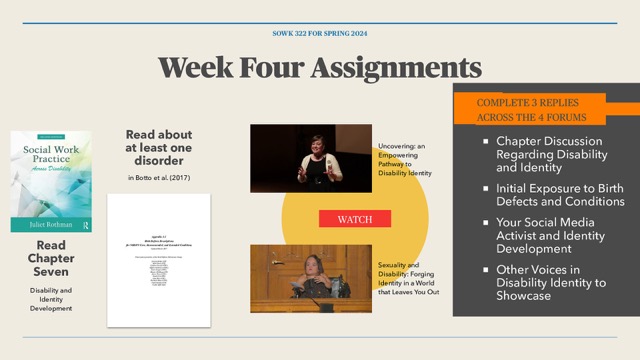 SOWK 322 FOR SPRING 2024
Week Four Assignments
Social Work
Practice
Across Disability
Juliet Rothman
Read
Chapter
Seven
Disability and
Identity
Development
Read about
at least one
disorder
in Botto et al. (2017)
Uncovering: an
Empowering
Pathway to
Disability Identity
WATCH
Sexuality and
Disability: Forging
Identity in a World
that Leaves You Out
COMPLETE 3 REPLIES
ACROSS THE 4 FORUMS
Chapter Discussion
Regarding Disability
and Identity
Initial Exposure to Birth
Defects and Conditions
Your Social Media
Activist and Identity
Development
Other Voices in
Disability Identity to
Showcase